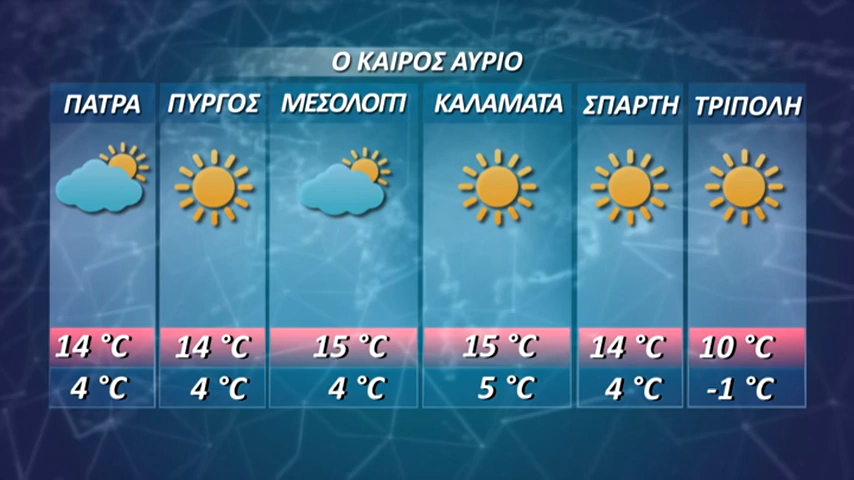 Ο ΚΑΙΡΟΣ ΑΥΡΙΟ
ΠΑΤΡΑ ΠΥΡΓΟΣ ΜΕΣΟΛΟΓΓΙ ΚΑΛΑΜΑΤΑ ΣΠΑΡΤΗ ΤΡΙΠΟΛΗ
14 °C 14 °C 15 °C 15 °C 14 °C 10 °C
4 °C 4 °C 4 °C 5 °C 4 °C -1 °C